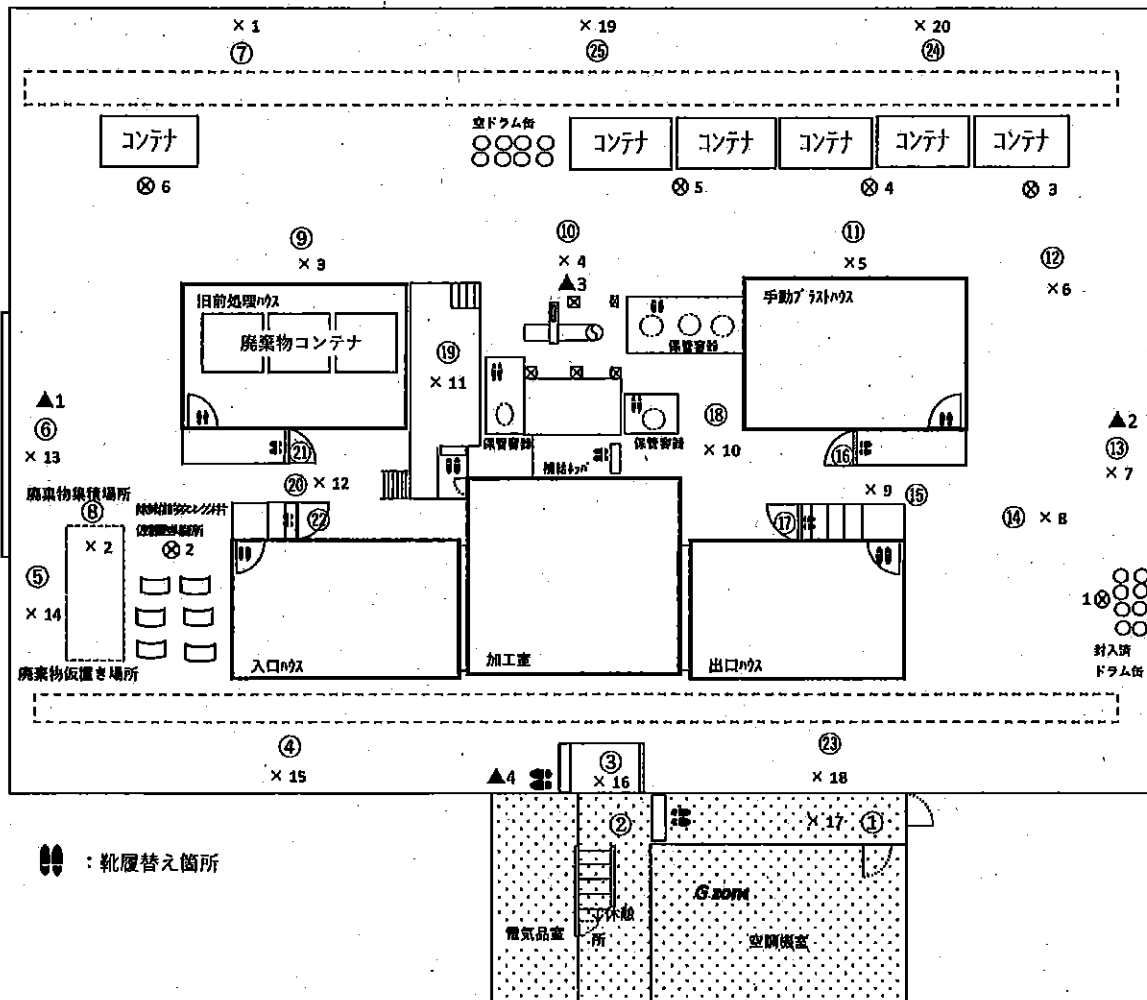 × 1
× 19
× 20
⑦
㉕
㉔
コンテナ
空ドラム缶
コンテナ
コンテナ
コンテナ
コンテナ
コンテナ
⊗ 6
⊗ 5
⊗ 4
⊗ 3
⑨
⑩
⑪
⑫
× 3
× 4
× 5
× 6
▲3
旧前処理ハウス
手動ブラストハウス
廃棄物コンテナ
保管容器
⑲
× 11
▲1
▲2
⑥
⑱
⑬
× 13
保管容器
保管容器
× 10
× 7
㉑
⑯
⑳
× 12
× 9
⑮
廃棄物集積場所
⑧
㉒
⑰
⑭
× 8
× 2
⊗ 2
⑤
× 14
1⊗
封入済
ドラム缶
廃棄物仮置き場所
入口ハウス
加工室
出口ハウス
④
③
㉓
× 15
▲4
× 16
× 18
②
× 17
①
：靴履替え箇所
G zone
休憩
所
電気品室
空調機室